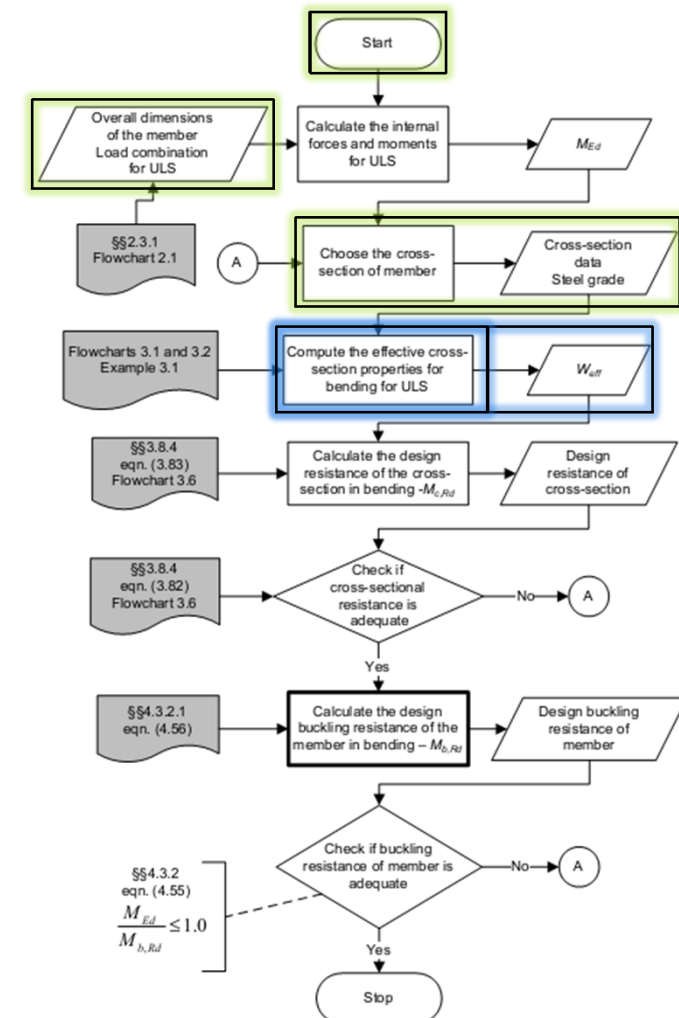 Start
Overall dimensions
of the member
Load combination
for ULS
Calculate the internal
forces and moments
for ULS
M_Ed
§§2.3.1
Flowchart 2.1
A
Choose the cross-
section of member
Cross-section
data
Steel grade
Flowcharts 3.1 and 3.2
Example 3.1
Compute the effective cross-
section properties for
bending for ULS
W_eff
§§3.8.4
eqn. (3.83)
Flowchart 3.6
Calculate the design
resistance of the cross-
section in bending -M_c,Rd
Design
resistance of
cross-section
§§3.8.4
eqn. (3.82)
Flowchart 3.6
Check if
cross-sectional
resistance is
adequate
No
A
Yes
§§4.3.2.1
eqn. (4.56)
Calculate the design
buckling resistance of the
member in bending – M_b,Rd
Design buckling
resistance of
member
§§4.3.2
eqn. (4.55)
M_Ed
M_b,Rd
≤1.0
Check if buckling
resistance of member is
adequate
No
A
Yes
Stop